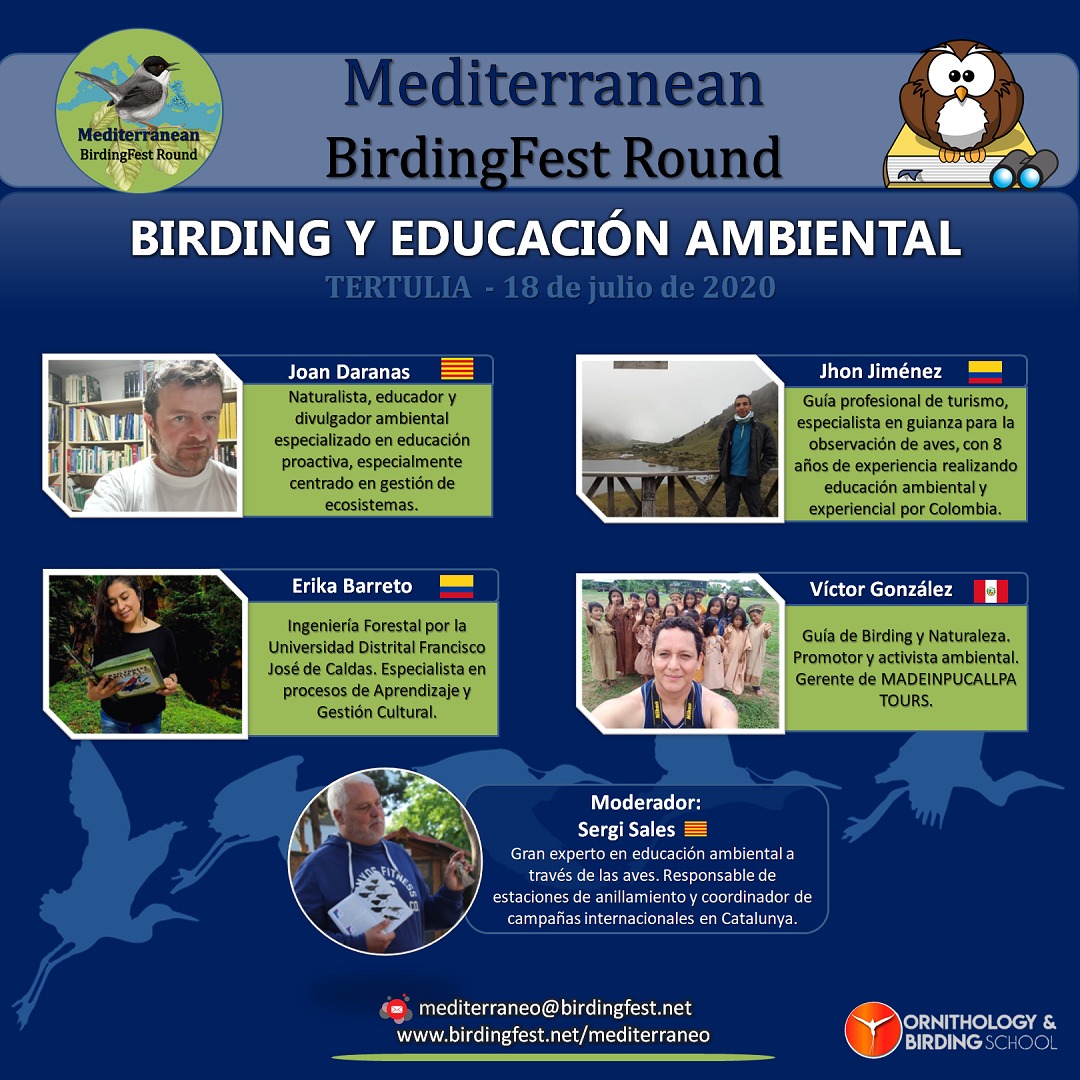 Mediterranean
BirdingFest Round
Mediterranean
BirdingFest Round
BIRDING Y EDUCACIÓN AMBIENTAL
TERTULIA - 18 de julio de 2020
Joan Daranas
Naturalista, educador y
divulgador ambiental
especializado en educación
proactiva, especialmente
centrado en gestión de
ecosistemas.
Jhon Jiménez
Guía profesional de turismo,
especialista en guianza para la
observación de aves, con 8
años de experiencia realizando
educación ambiental y
experiencial por Colombia.
Erika Barreto
Ingeniería Forestal por la
Universidad Distrital Francisco
José de Caldas. Especialista en
procesos de Aprendizaje y
Gestión Cultural.
Víctor González
Guía de Birding y Naturaleza.
Promotor y activista ambiental.
Gerente de MADEINPUCALLPA
TOURS.
Moderador:
Sergi Sales
Gran experto en educación ambiental a
través de las aves. Responsable de
estaciones de anillamiento y coordinador de
campañas internacionales en Catalunya.
mediterraneo@birdingfest.net
www.birdingfest.net/mediterraneo
ORNITHOLOGY &
BIRDING SCHOOL